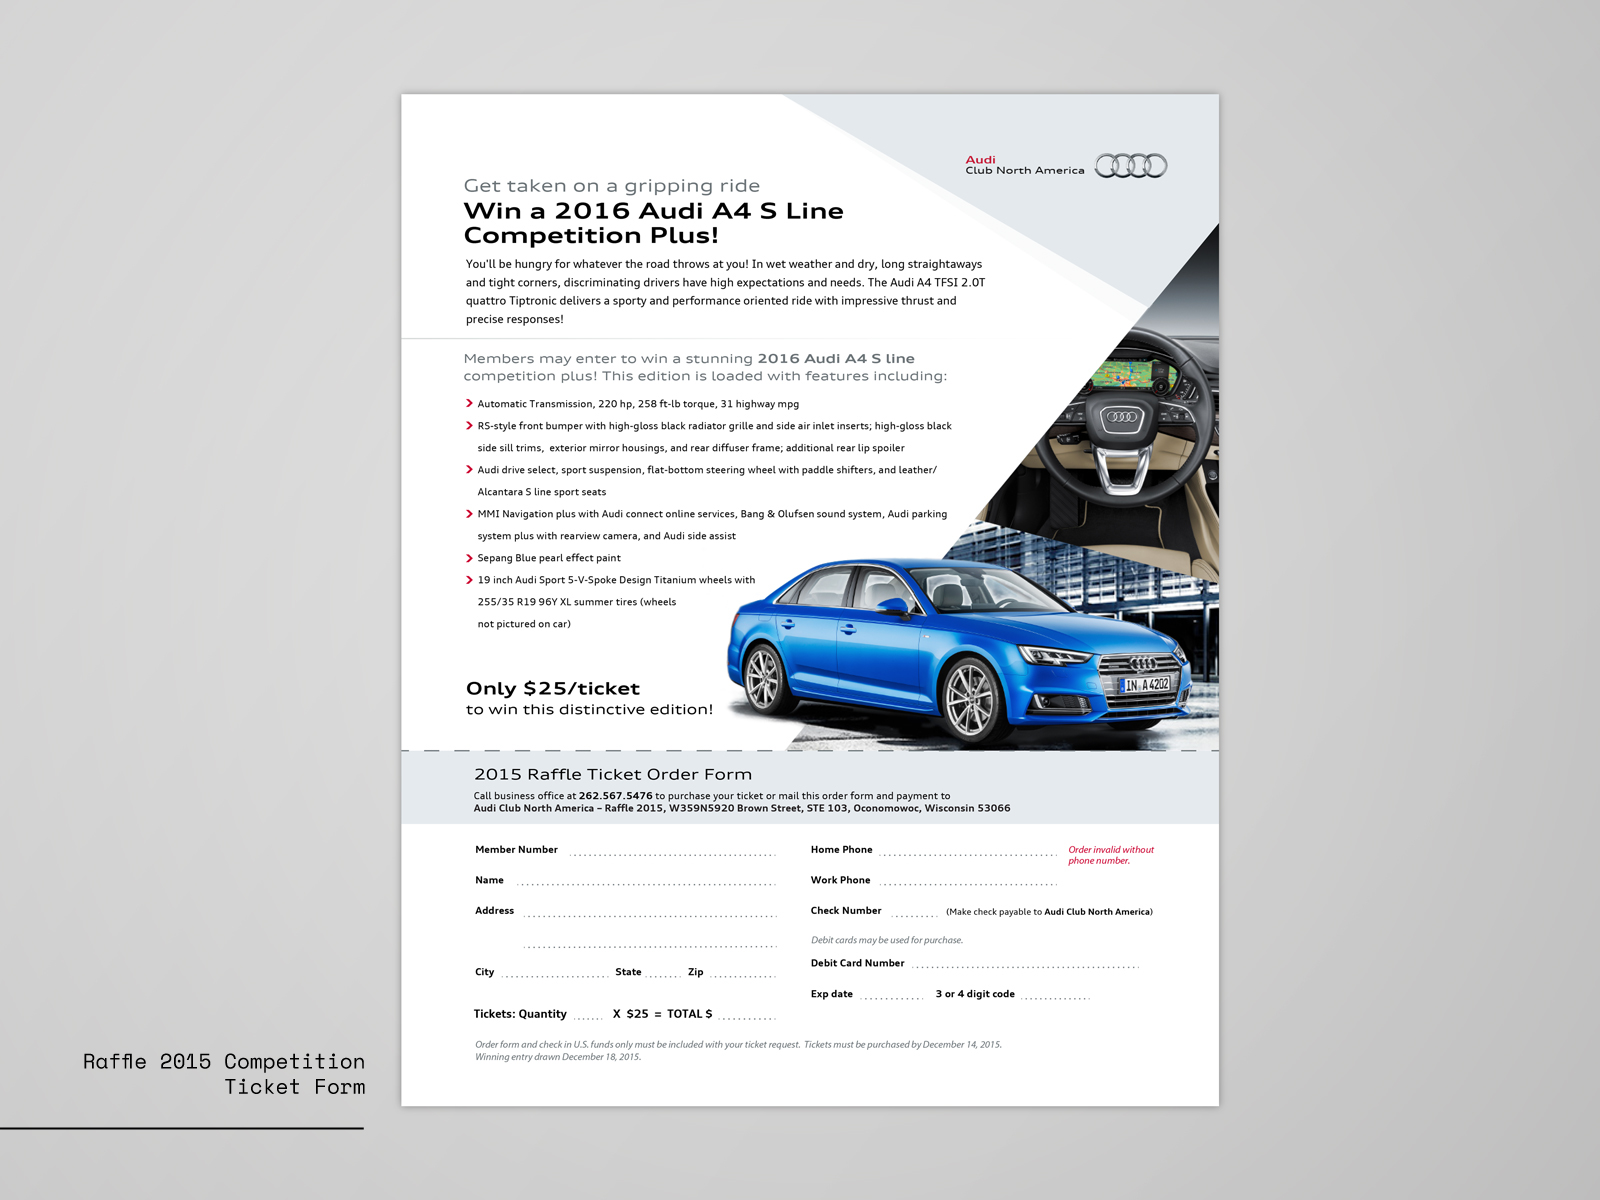 Audi
Club North America
Get taken on a gripping ride
Win a 2016 Audi A4 S Line
Competition Plus!
You'll be hungry for whatever the road throws at you! In wet weather and dry, long straightaways
and tight corners, discriminating drivers have high expectations and needs. The Audi A4 TFSI 2.0T
quattro Tiptronic delivers a sporty and performance oriented ride with impressive thrust and
precise responses!
Members may enter to win a stunning 2016 Audi A4 S line
competition plus! This edition is loaded with features including:
Automatic Transmission, 220 hp, 258 ft-lb torque, 31 highway mpg
RS-style front bumper with high-gloss black radiator grille and side air inlet inserts; high-gloss black
side sill trims, exterior mirror housings, and rear diffuser frame; additional rear lip spoiler
Audi drive select, sport suspension, flat-bottom steering wheel with paddle shifters, and leather/
Alcantara S line sport seats
MMI Navigation plus with Audi connect online services, Bang & Olufsen sound system, Audi parking
system plus with rearview camera, and Audi side assist
Sepang Blue pearl effect paint
19 inch Audi Sport 5-V-Spoke Design Titanium wheels with
255/35 R19 96Y XL summer tires (wheels
not pictured on car)
IN A 4202
Only $25/ticket
to win this distinctive edition!
2015 Raffle Ticket Order Form
Call business office at 262.567.5476 to purchase your ticket or mail this order form and payment to
Audi Club North America – Raffle 2015, W359N5920 Brown Street, STE 103, Oconomowoc, Wisconsin 53066
Member Number
Name
Address
City State Zip
Tickets: Quantity X $25 = TOTAL $
Home Phone
Order invalid without
phone number.
Work Phone
Check Number (Make check payable to Audi Club North America)
Debit cards may be used for purchase.
Debit Card Number
Exp date 3 or 4 digit code
Order form and check in U.S. funds only must be included with your ticket request. Tickets must be purchased by December 14, 2015.
Winning entry drawn December 18, 2015.
Raffle 2015 Competition
Ticket Form